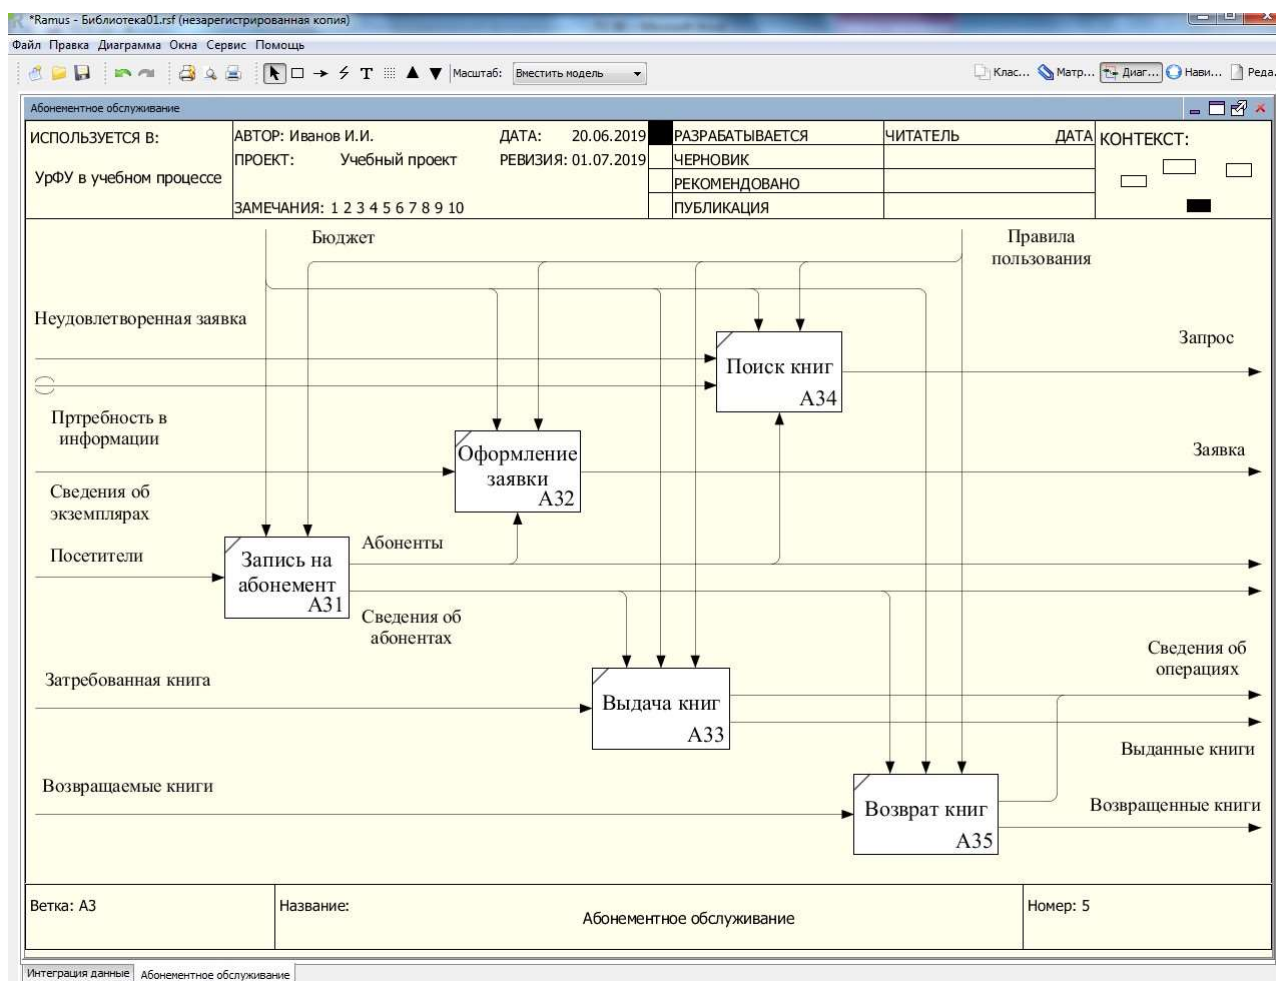 *Ramus - Библиотека01.rsf (незарегистрированная копия)
Файл Правка Диаграмма Окна Сервис Помощь
Масштаб: Вместить модель Клас... Матр... Диаг... Нави... Реда.
Абонементное обслуживание
ИСПОЛЬЗУЕТСЯ В:
УрФУ в учебном процессе
АВТОР: Иванов И.И. ДАТА: 20.06.2019
ПРОЕКТ: Учебный проект РЕВИЗИЯ: 01.07.2019
ЗАМЕЧАНИЯ: 1 2 3 4 5 6 7 8 9 10
РАЗРАБАТЫВАЕТСЯ
ЧЕРНОВИК
РЕКОМЕНДОВАНО
ПУБЛИКАЦИЯ
ЧИТАТЕЛЬ ДАТА
КОНТЕКСТ:
Бюджет
Правила
пользования
Неудовлетворенная заявка
Запрос
Поиск книг
A34
Пртребность в
информации
Оформление
заявки
A32
Заявка
Сведения об
экземплярах
Посетители
Запись на
абонемент
A31
Абоненты
Сведения об
абонентах
Сведения об
операциях
Затребованная книга
Выдача книг
A33
Выданные книги
Возвращаемые книги
Возврат книг
A35
Возвращенные книги
Ветка: A3
Название:
Абонементное обслуживание
Номер: 5
Интеграция данные Абонементное обслуживание